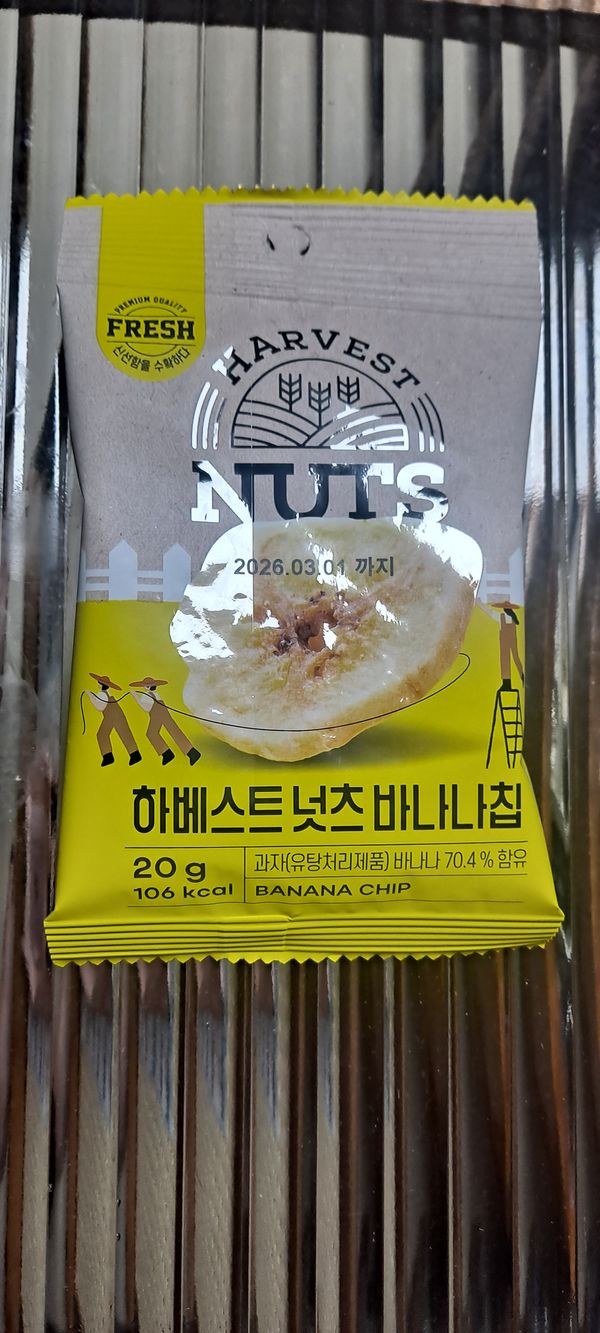 PREMIUM QUALITY
FRESH
신선함을 수확하다
HARVEST
NUTS
2026.03.01 까지
하베스트 넛츠 바나나칩
20 g
106 kcal
과자(유탕처리제품) 바나나 70.4 % 함유
BANANA CHIP